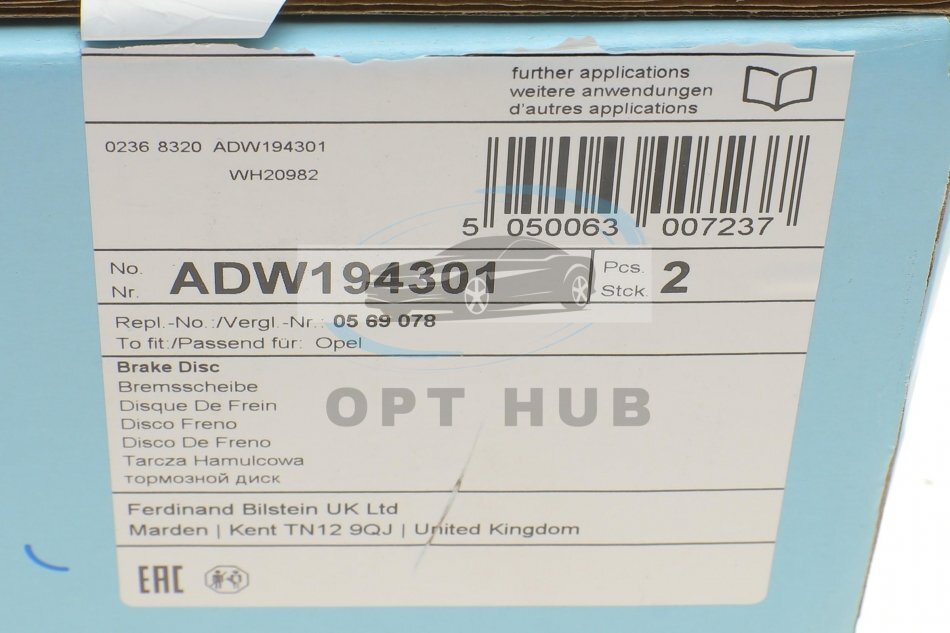 further applications
weitere anwendungen
d'autres applications
0236 8320 ADW194301
WH20982
5 050063 007237
No. ADW194301 Pcs. 2
Nr. Stck.
Repl.-No.:/Vergl.-Nr.: 05 69 078
To fit:/Passend für: Opel
Brake Disc
Bremsscheibe
Disque De Frein
Disco Freno
Disco De Freno
Tarcza Hamulcowa
тормозной диск
OPT HUB
Ferdinand Bilstein UK Ltd
Marden | Kent TN12 9QJ | United Kingdom
EAC